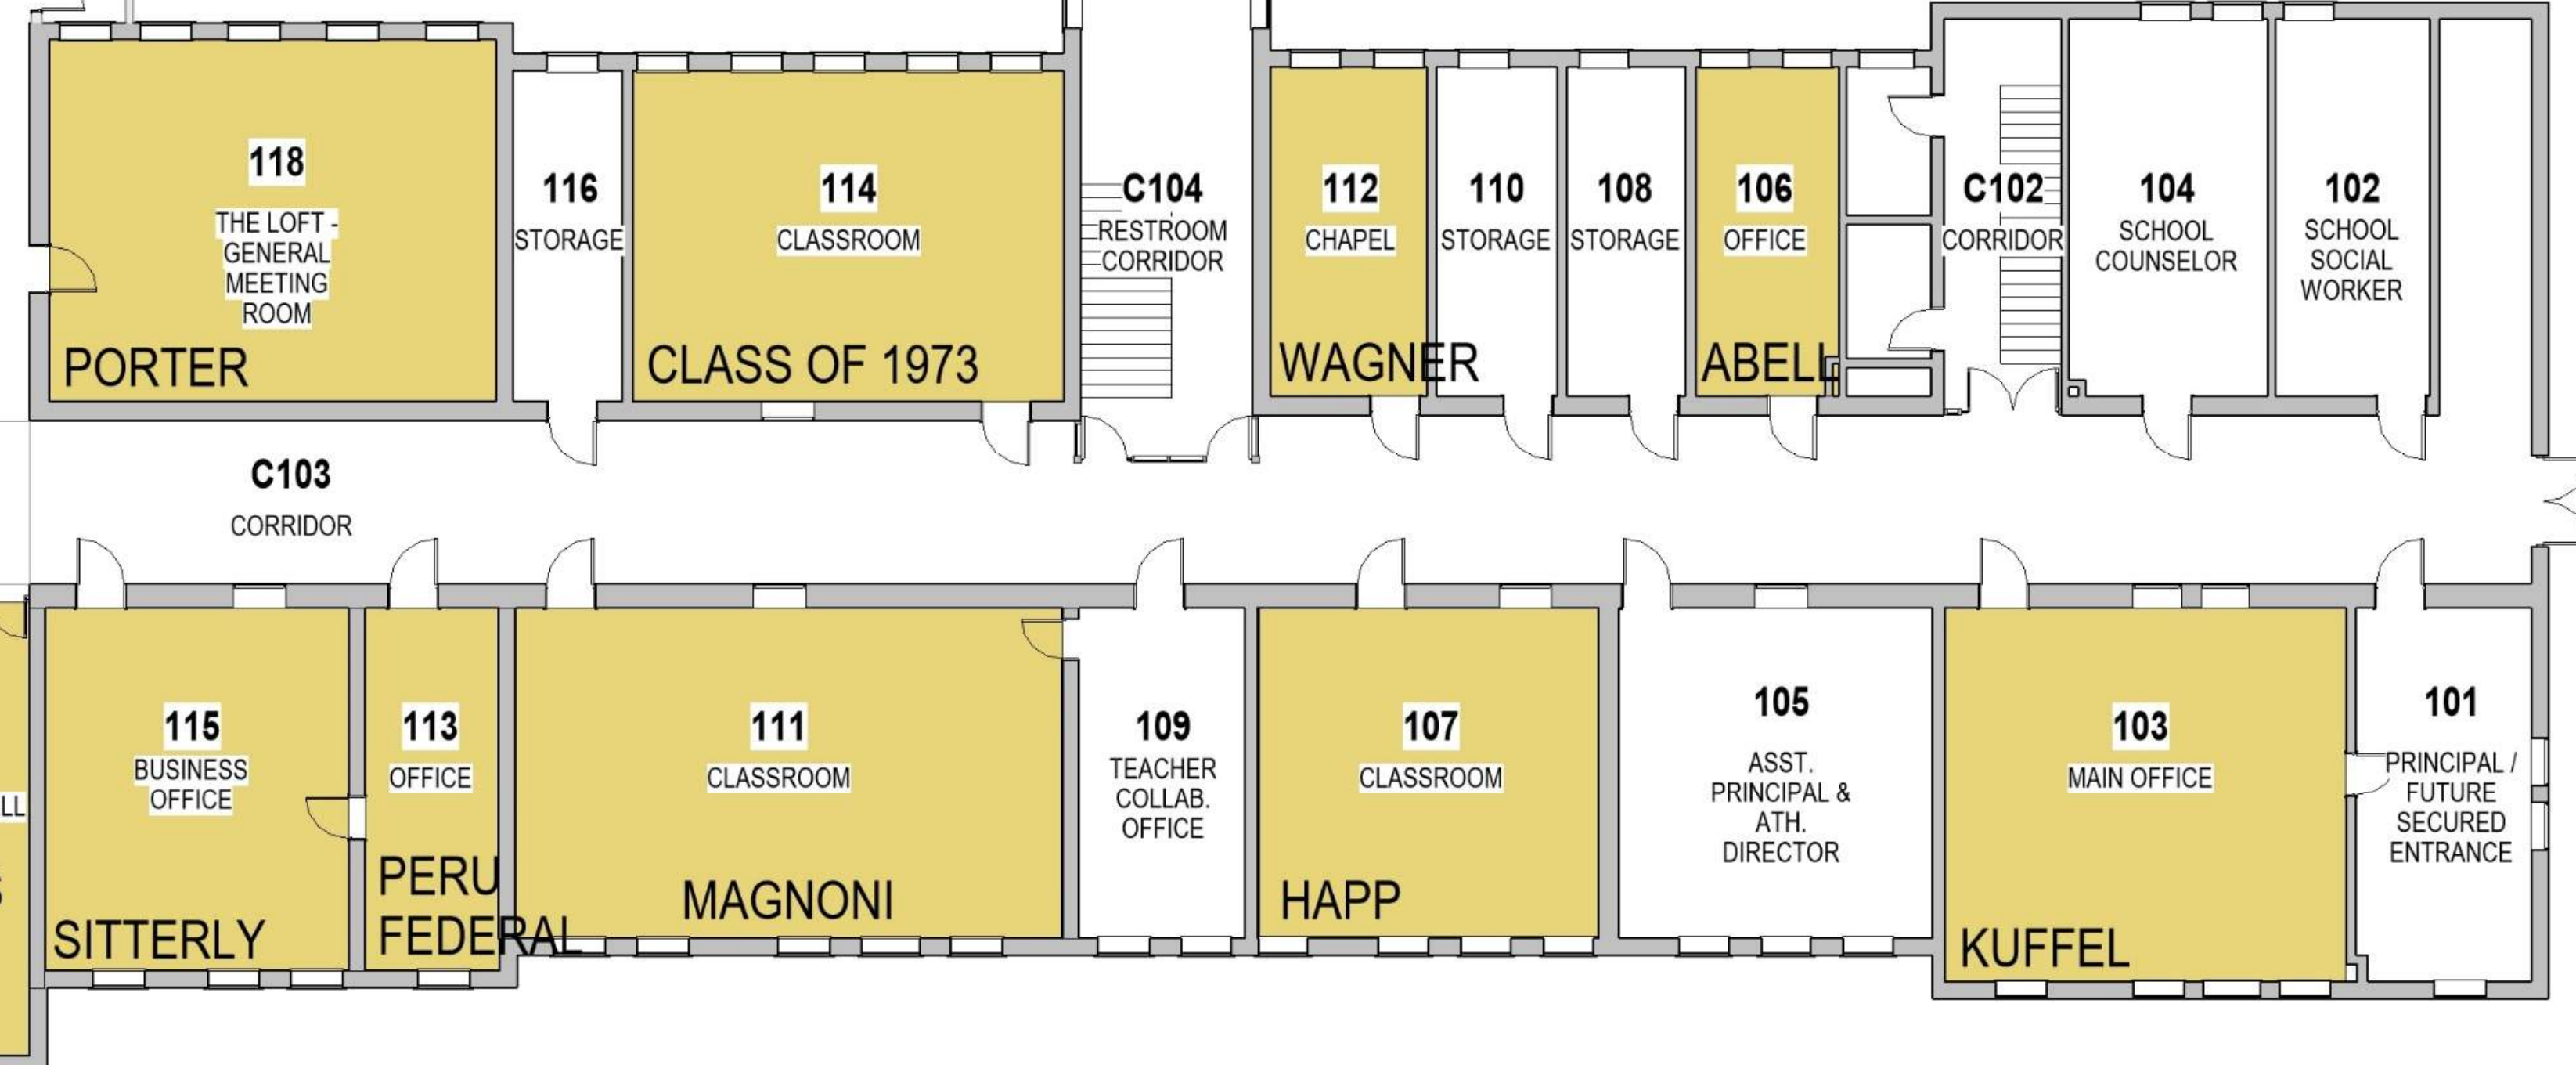 118
THE LOFT -
GENERAL
MEETING
ROOM
PORTER
116
STORAGE
114
CLASSROOM
CLASS OF 1973
C104
RESTROOM
CORRIDOR
112
CHAPEL
WAGNER
110
STORAGE
108
STORAGE
106
OFFICE
ABELL
C102
CORRIDOR
104
SCHOOL
COUNSELOR
102
SCHOOL
SOCIAL
WORKER
C103
CORRIDOR
LL
115
BUSINESS
OFFICE
SITTERLY
113
OFFICE
PERU
FEDERAL
111
CLASSROOM
MAGNONI
109
TEACHER
COLLAB.
OFFICE
107
CLASSROOM
HAPP
105
ASST.
PRINCIPAL &
ATH.
DIRECTOR
103
MAIN OFFICE
KUFFEL
101
PRINCIPAL /
FUTURE
SECURED
ENTRANCE